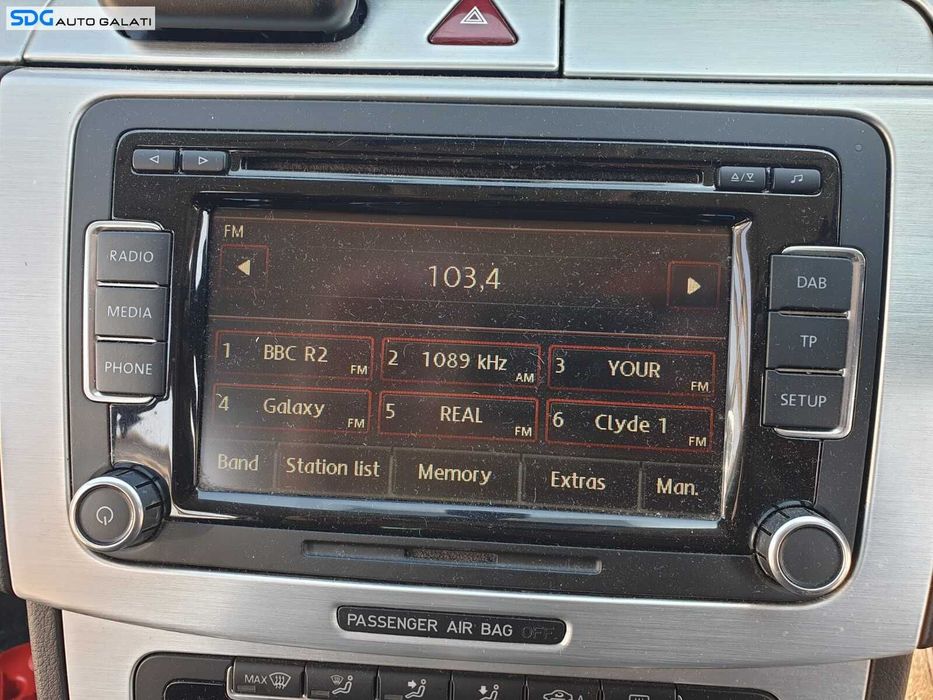 SDG AUTO GALATI
RADIO
MEDIA
PHONE
DAB
TP
SETUP
FM
103,4
1 BBC R2 FM
2 1089 kHz AM
3 YOUR FM
4 Galaxy FM
5 REAL FM
6 Clyde 1 FM
Band Station list Memory Extras Man.
PASSENGER AIR BAG OFF
MAX
A